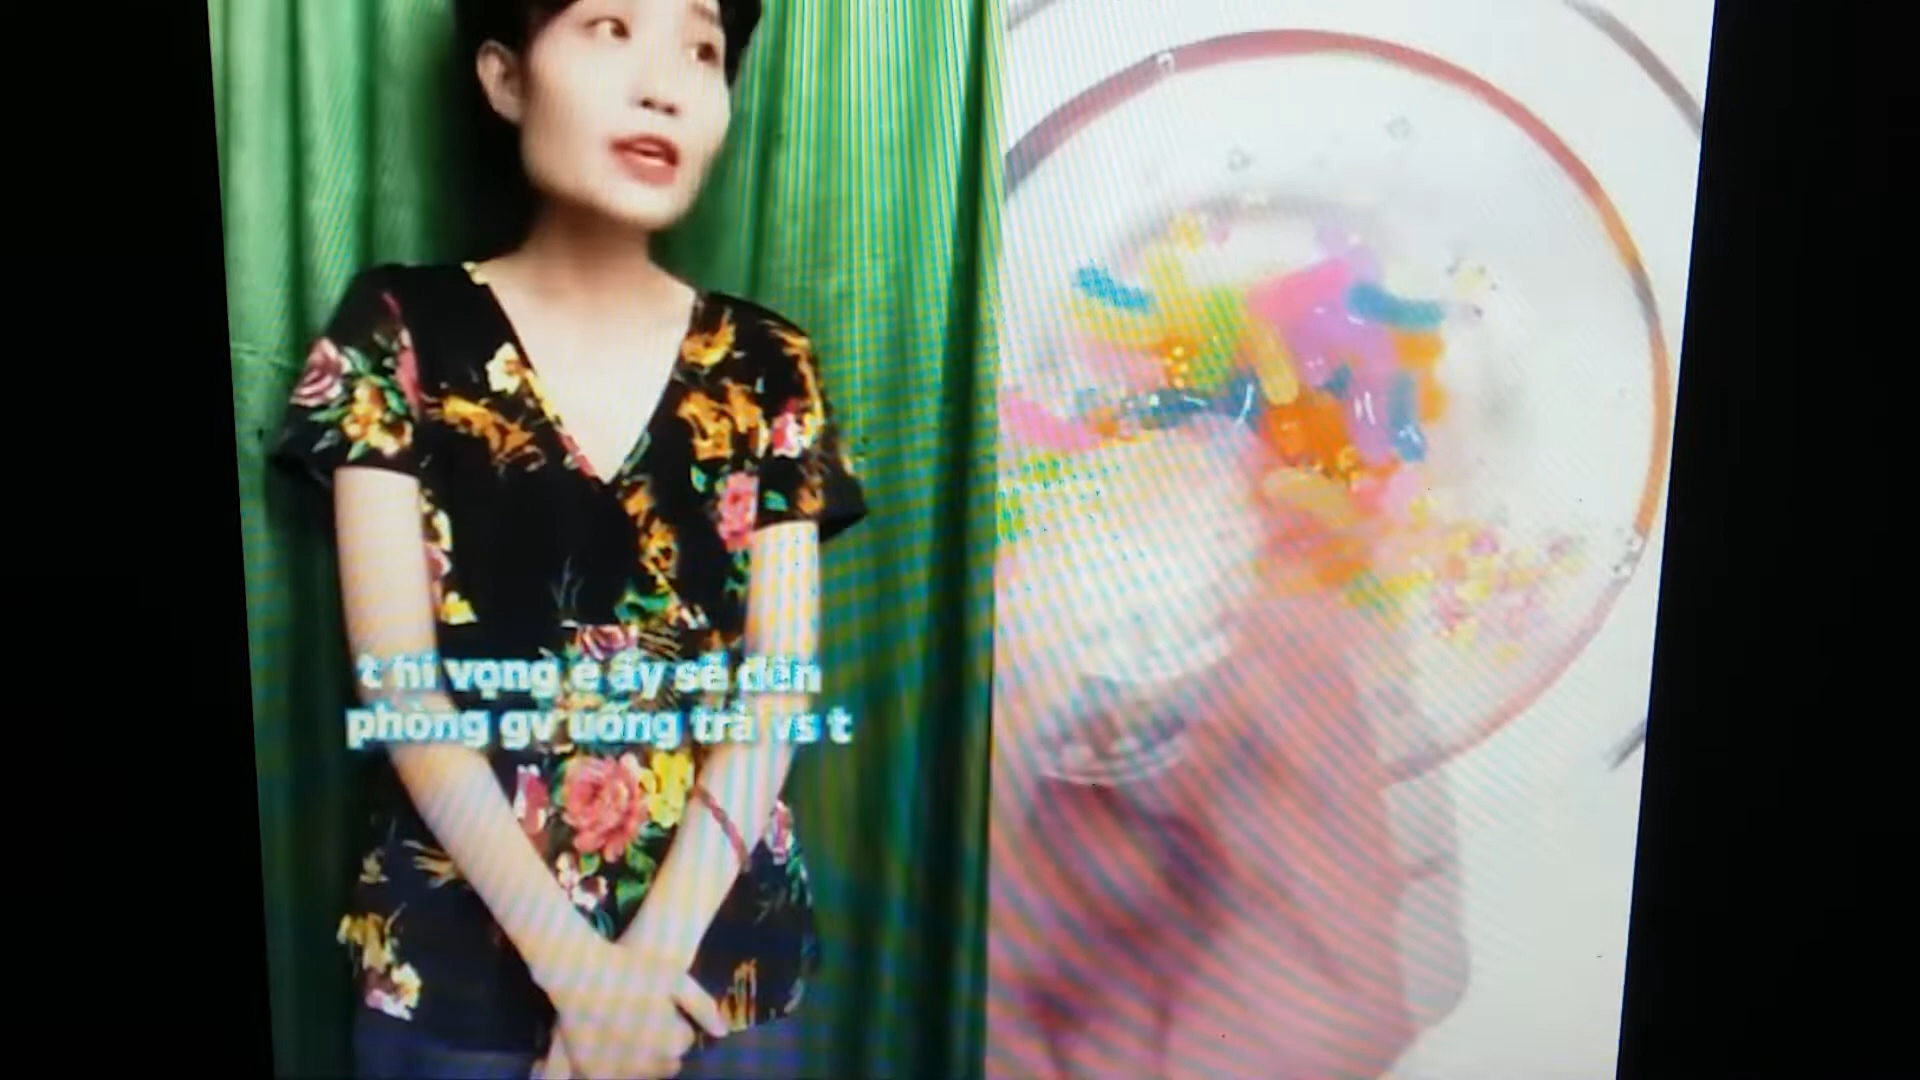 t hi vọng e ấy sẽ đến
phòng gv uống trà vs t